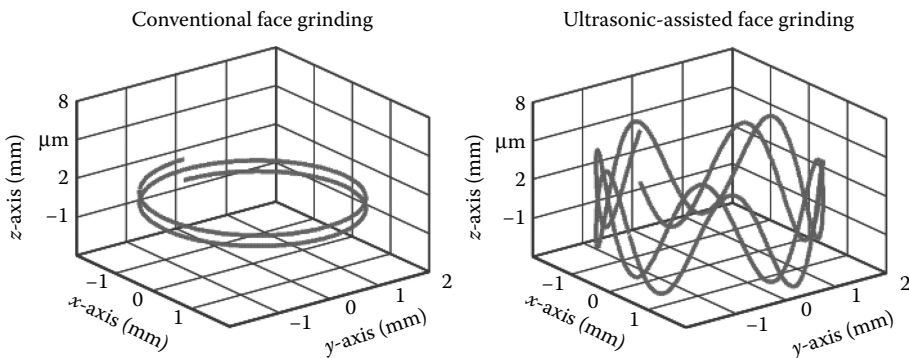 Conventional face grinding
8
μm
2
−1
z-axis (mm)
−1
0
1
x-axis (mm)
−1
0
1
2
y-axis (mm)
Ultrasonic-assisted face grinding
8
μm
2
−1
z-axis (mm)
−1
0
1
x-axis (mm)
−1
0
1
2
y-axis (mm)